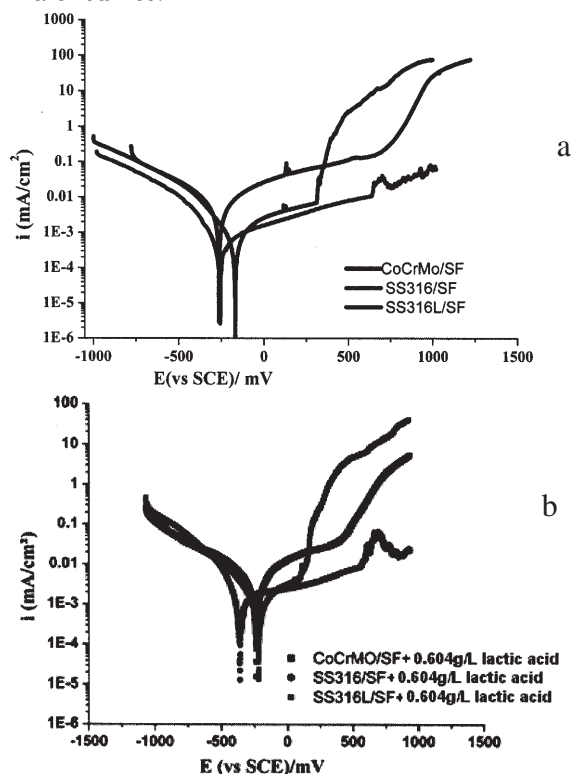 1000
100
10
1
0.1
0.01
1E-3
1E-4
1E-5
1E-6
i (mA/cm²)
a
CoCrMo/SF
SS316/SF
SS316L/SF
-1000 -500 0 500 1000 1500
E(vs SCE)/ mV
100
10
1
0.1
0.01
1E-3
1E-4
1E-5
1E-6
i (mA/cm²)
b
CoCrMO/SF+ 0.604g/L lactic acid
SS316/SF+ 0.604g/L lactic acid
SS316L/SF+ 0.604g/L lactic acid
-1500 -1000 -500 0 500 1000 1500
E (vs SCE)/mV